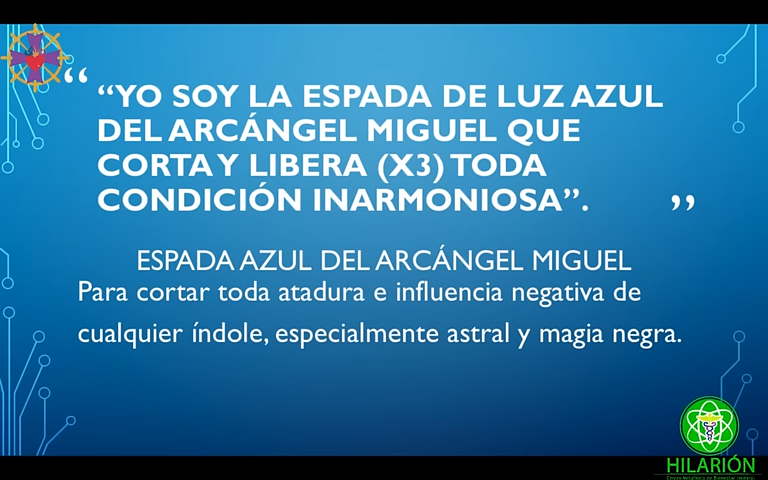 “
“YO SOY LA ESPADA DE LUZ AZUL
DEL ARCÁNGEL MIGUEL QUE
CORTA Y LIBERA (X3) TODA
CONDICIÓN INARMONIOSA”.
”
ESPADA AZUL DEL ARCÁNGEL MIGUEL
Para cortar toda atadura e influencia negativa de
cualquier índole, especialmente astral y magia negra.
HILARIÓN